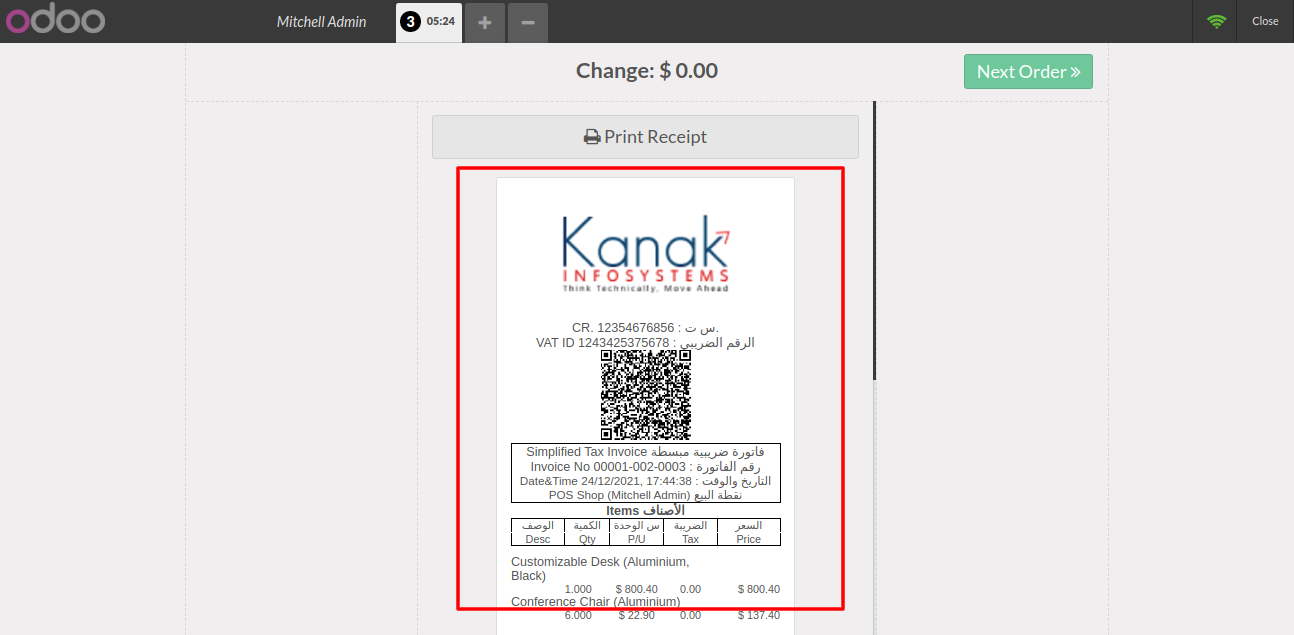 odoo Mitchell Admin 3 05:24 + − Close
Change: $ 0.00 Next Order »
Print Receipt
Kanak
INFOSYSTEMS
Think Technically, Move Ahead
CR. 12354676856 : س ت.
VAT ID 1243425375678 : الرقم الضريبي
Simplified Tax Invoice فاتورة ضريبية مبسطة
Invoice No 00001-002-0003 : رقم الفاتورة
Date&Time 24/12/2021, 17:44:38 : التاريخ والوقت
POS Shop (Mitchell Admin) نقطة البيع
Items الأصناف
الوصف الكمية س الوحدة الضريبة السعر
Desc Qty P/U Tax Price
Customizable Desk (Aluminium,
Black)
1.000 $ 800.40 0.00 $ 800.40
Conference Chair (Aluminium)
6.000 $ 22.90 0.00 $ 137.40